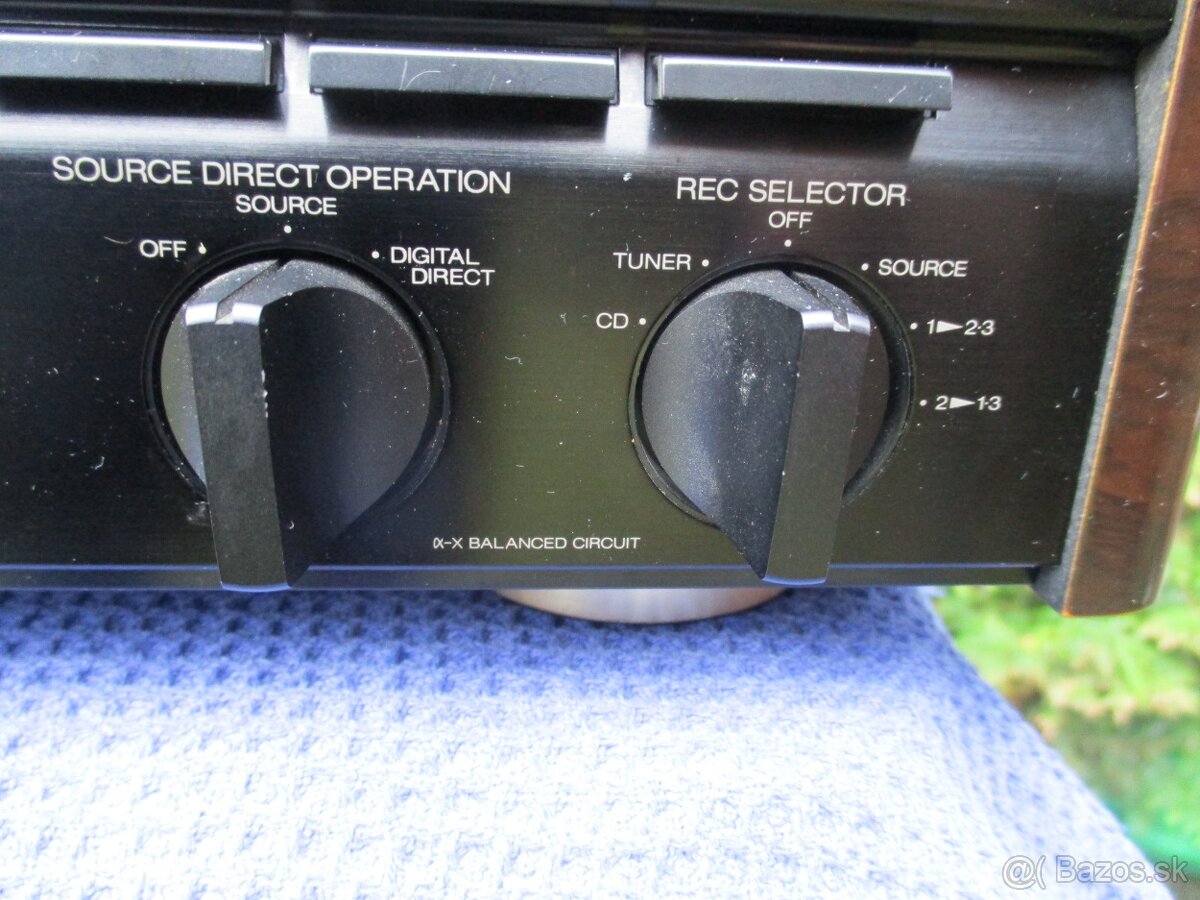 SOURCE DIRECT OPERATION
SOURCE
OFF
DIGITAL
DIRECT
REC SELECTOR
OFF
TUNER
SOURCE
CD
1►2·3
2►1·3
α-X BALANCED CIRCUIT
@( Bazos.sk